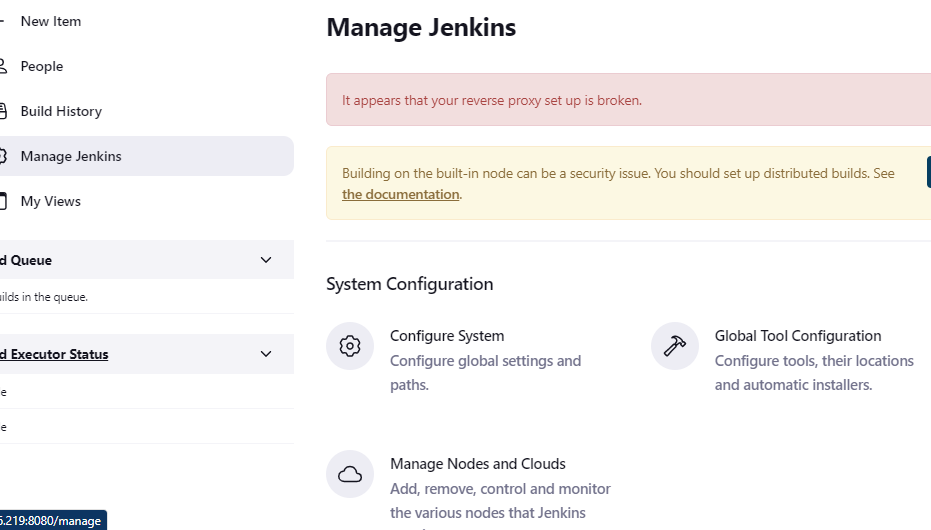 New Item
People
Build History
Manage Jenkins
My Views
Queue
builds in the queue.
Executor Status
Manage Jenkins
It appears that your reverse proxy set up is broken.
Building on the built-in node can be a security issue. You should set up distributed builds. See
the documentation.
System Configuration
Configure System
Configure global settings and
paths.
Global Tool Configuration
Configure tools, their locations
and automatic installers.
Manage Nodes and Clouds
Add, remove, control and monitor
the various nodes that Jenkins
6.219:8080/manage